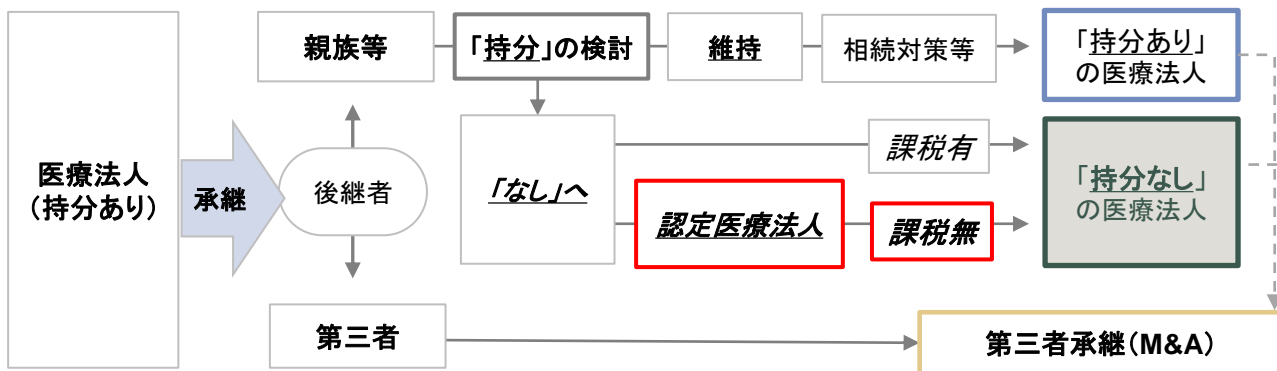 医療法人
(持分あり)
承継
後継者
親族等
「持分」の検討
維持
相続対策等
「持分あり」
の医療法人
「なし」へ
課税有
認定医療法人
課税無
「持分なし」
の医療法人
第三者
第三者承継(M&A)